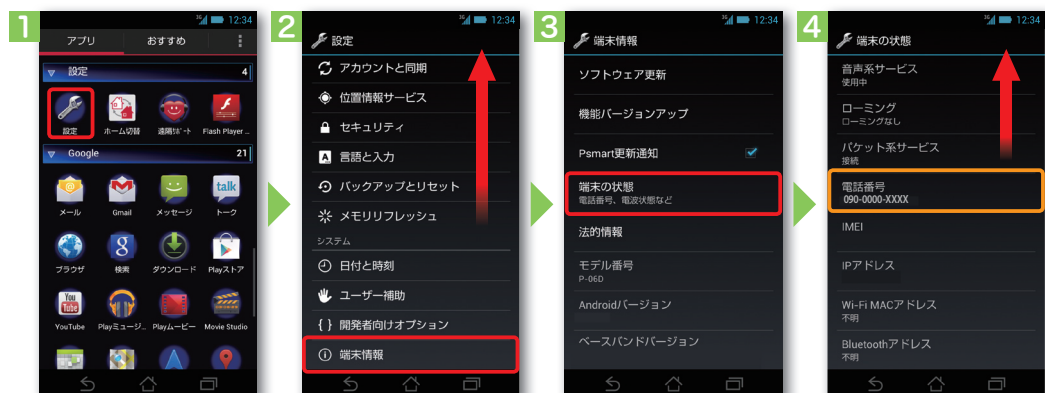 1
3G 12:34
アプリ おすすめ
設定 4
設定 ホーム切替 遠隔ｻﾎﾟｰﾄ Flash Player ...
Google 21
メール Gmail メッセージ トーク
talk
8
ブラウザ 検索 ダウンロード Playストア
You
Tube
YouTube Playミュージ... Playムービー Movie Studio
2
3G 12:34
設定
アカウントと同期
位置情報サービス
セキュリティ
A 言語と入力
バックアップとリセット
メモリリフレッシュ
システム
日付と時刻
ユーザー補助
{ } 開発者向けオプション
端末情報
3
3G 12:34
端末情報
ソフトウェア更新
機能バージョンアップ
Psmart更新通知
端末の状態
電話番号、電波状態など
法的情報
モデル番号
P-06D
Androidバージョン
ベースバンドバージョン
4
3G 12:34
端末の状態
音声系サービス
使用中
ローミング
ローミングなし
パケット系サービス
接続
電話番号
090-0000-XXXX
IMEI
IPアドレス
Wi-Fi MACアドレス
不明
Bluetoothアドレス
不明